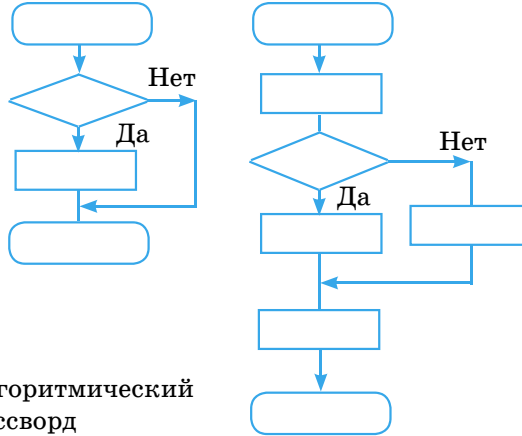 Нет
Да
Нет
Да
горитмический
ссворд